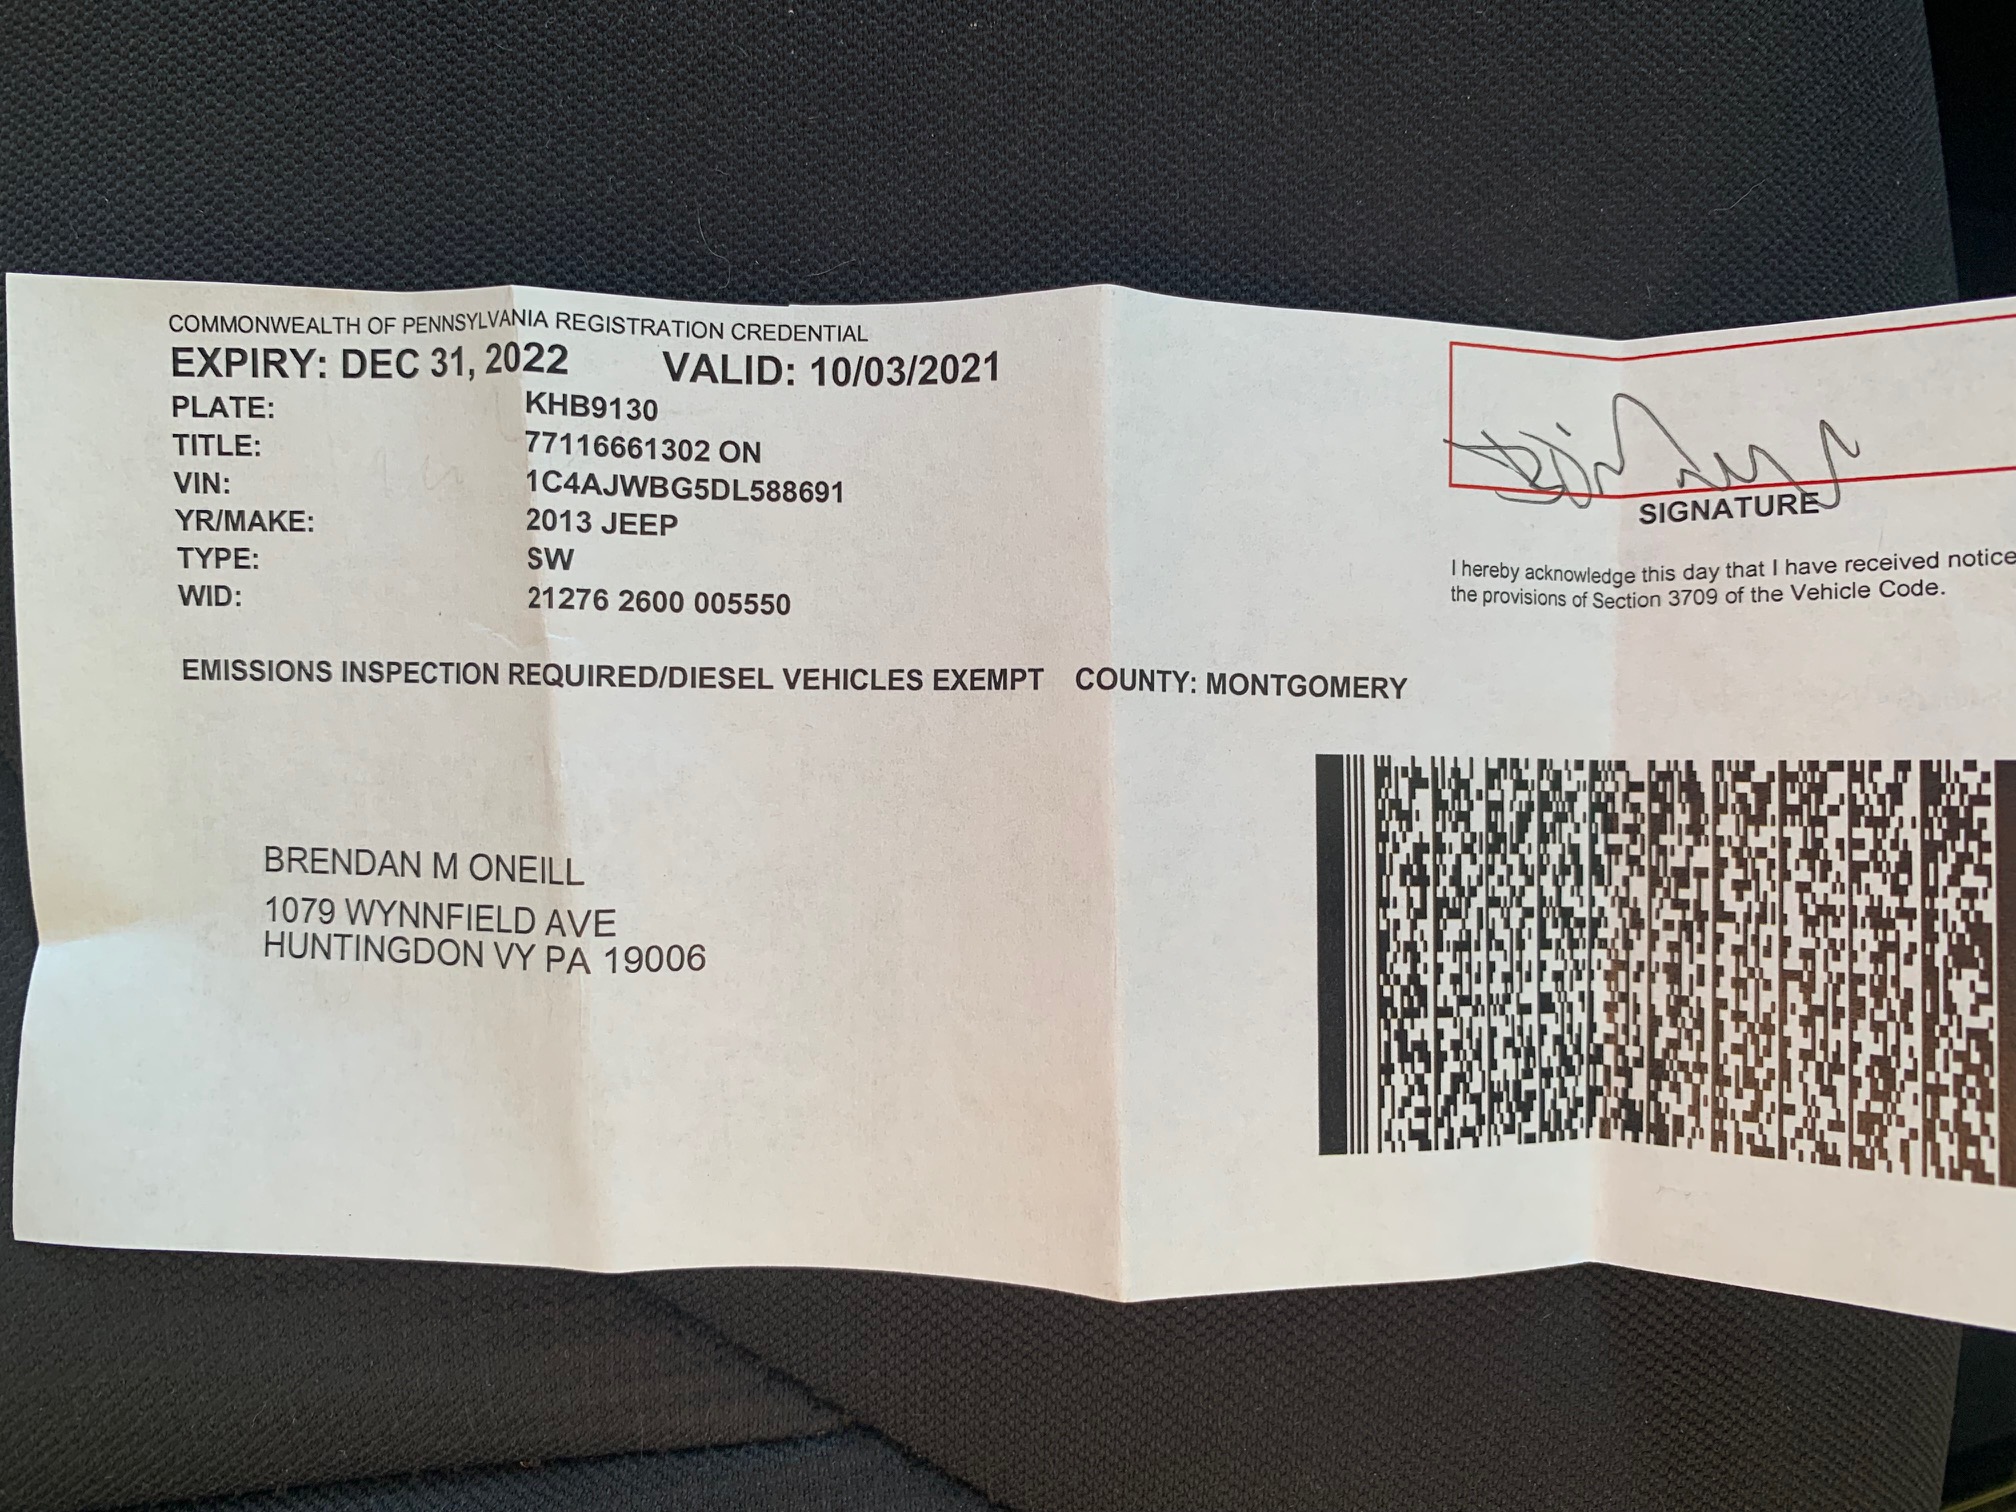 COMMONWEALTH OF PENNSYLVANIA REGISTRATION CREDENTIAL
EXPIRY: DEC 31, 2022 VALID: 10/03/2021
PLATE: KHB9130
TITLE: 77116661302 ON
VIN: 1C4AJWBG5DL588691
YR/MAKE: 2013 JEEP
TYPE: SW
WID: 21276 2600 005550
EMISSIONS INSPECTION REQUIRED/DIESEL VEHICLES EXEMPT COUNTY: MONTGOMERY
BRENDAN M ONEILL
1079 WYNNFIELD AVE
HUNTINGDON VY PA 19006
SIGNATURE
I hereby acknowledge this day that I have received notice
the provisions of Section 3709 of the Vehicle Code.